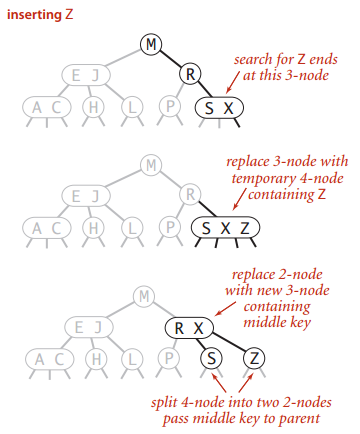 inserting Z
M
search for Z ends
at this 3-node
E J
R
A C
H
L
P
S X
replace 3-node with
temporary 4-node
containing Z
M
E J
R
A C
H
L
P
S X Z
replace 2-node
with new 3-node
containing
middle key
M
E J
R X
A C
H
L
P
S
Z
split 4-node into two 2-nodes
pass middle key to parent